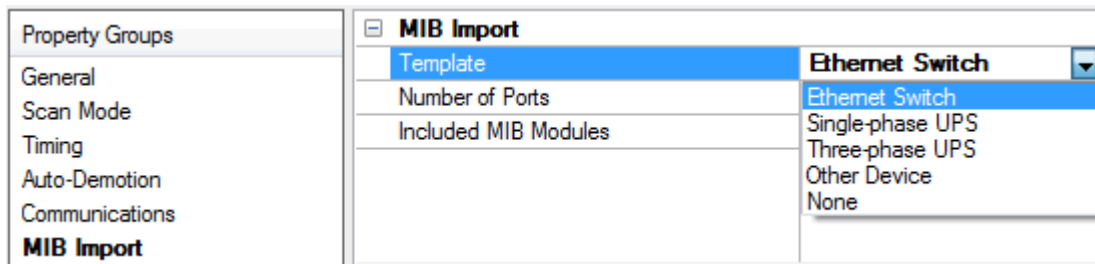 Property Groups
General
Scan Mode
Timing
Auto-Demotion
Communications
MIB Import
MIB Import
Template Ethernet Switch
Number of Ports
Included MIB Modules
Ethernet Switch
Single-phase UPS
Three-phase UPS
Other Device
None